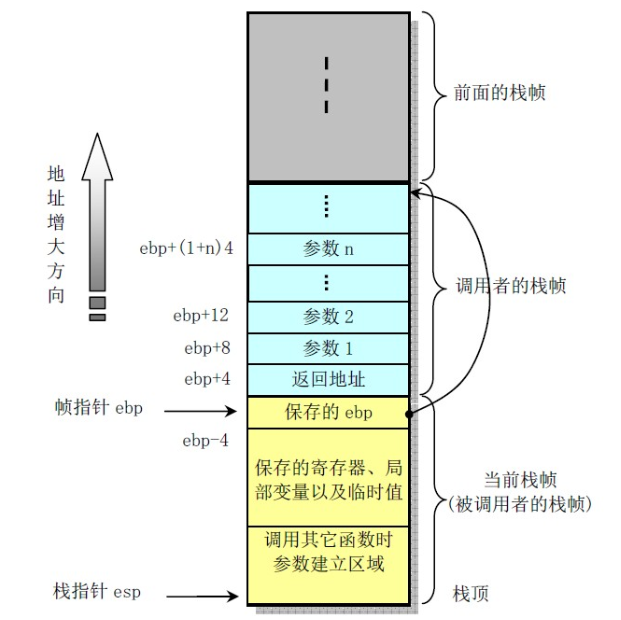 前面的栈帧
地址增大方向
ebp+(1+n)4
参数 n
调用者的栈帧
ebp+12
参数 2
ebp+8
参数 1
ebp+4
返回地址
帧指针 ebp
保存的 ebp
ebp-4
保存的寄存器、局
部变量以及临时值
当前栈帧
(被调用者的栈帧)
调用其它函数时
参数建立区域
栈指针 esp
栈顶